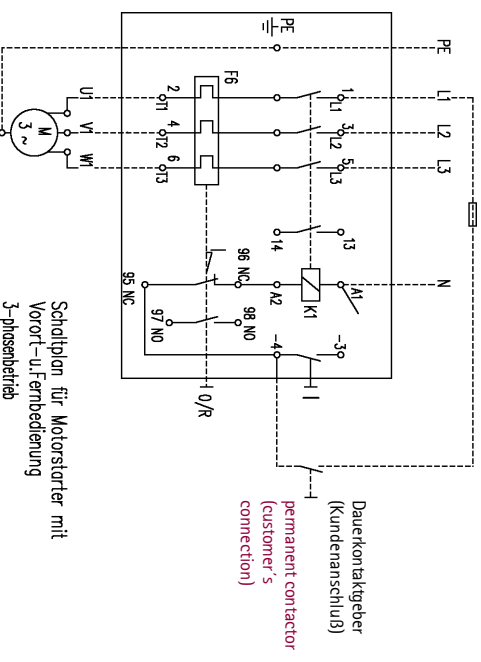 PE
L1
L2
L3
N
PE
1
L1
3
L2
5
L3
13
14
A1
K1
A2
96 NC
95 NC
98 NO
97 NO
-3
-4
I
O/R
F6
2
T1
4
T2
6
T3
U1
V1
W1
M
3 ~
Dauerkontaktgeber
(Kundenanschluß)
permanent contactor
(customer´s
connection)
Schaltplan für Motorstarter mit
Vorort-u.Fernbedienung
3-phasenbetrieb